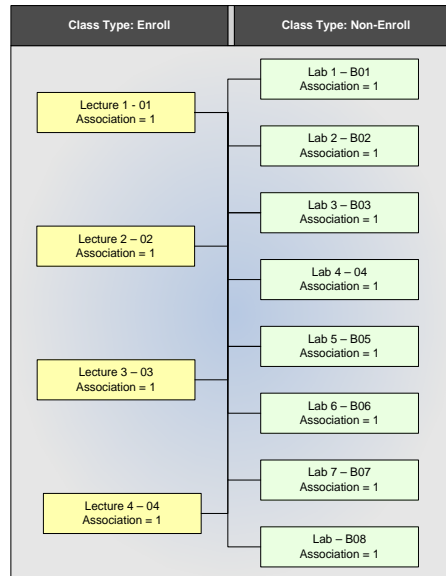 Class Type: Enroll
Class Type: Non-Enroll
Lecture 1 - 01
Association = 1
Lecture 2 – 02
Association = 1
Lecture 3 – 03
Association = 1
Lecture 4 – 04
Association = 1
Lab 1 – B01
Association = 1
Lab 2 – B02
Association = 1
Lab 3 – B03
Association = 1
Lab 4 – 04
Association = 1
Lab 5 – B05
Association = 1
Lab 6 – B06
Association = 1
Lab 7 – B07
Association = 1
Lab – B08
Association = 1